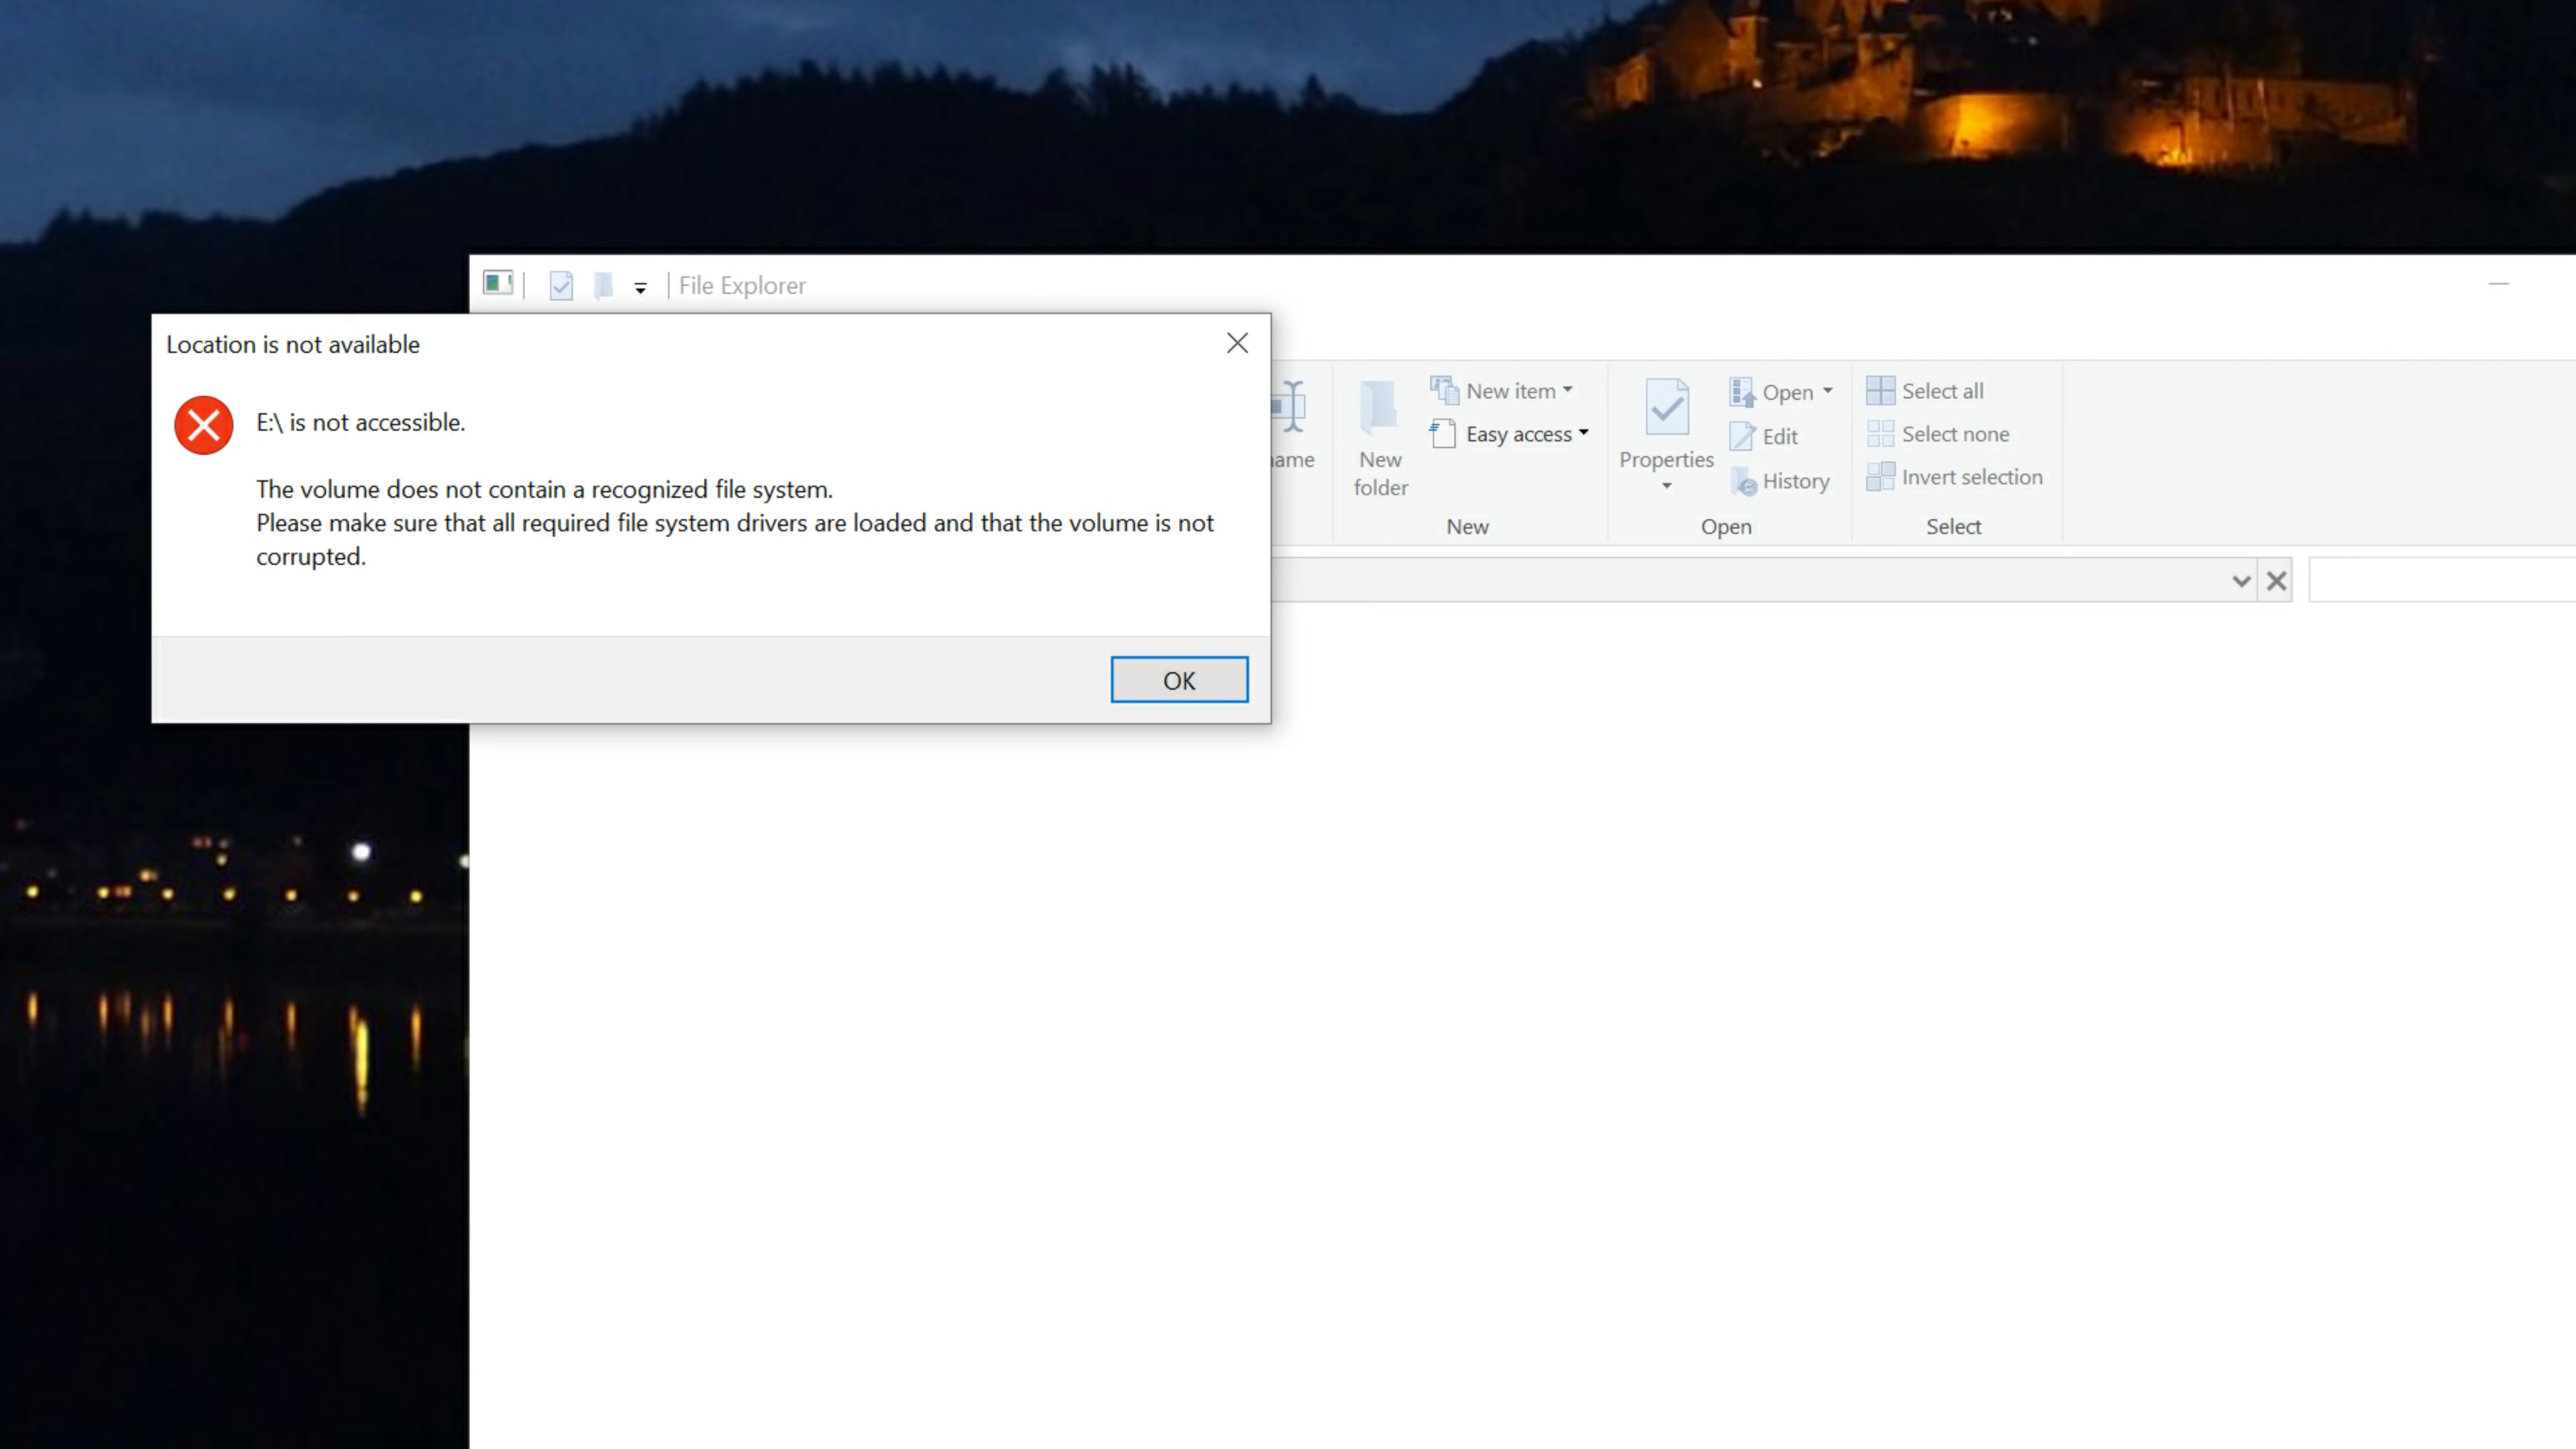 File Explorer
Location is not available
E:\ is not accessible.
The volume does not contain a recognized file system.
Please make sure that all required file system drivers are loaded and that the volume is not
corrupted.
OK
New
folder
New item
Easy access
New
Properties
Open
Edit
History
Open
Select all
Select none
Invert selection
Select